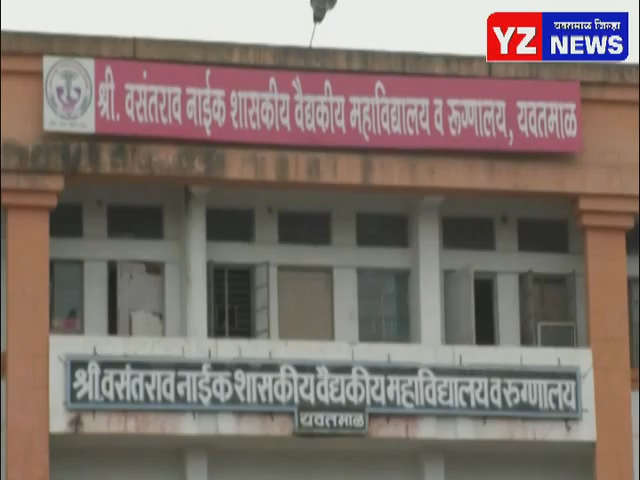 यवतमाळ जिल्हा
YZ NEWS
श्री. वसंतराव नाईक शासकीय वैद्यकीय महाविद्यालय व रुग्णालय, यवतमाळ
श्री.वसंतराव नाईक शासकीय वैद्यकीय महाविद्यालय व रुग्णालय
यवतमाळ